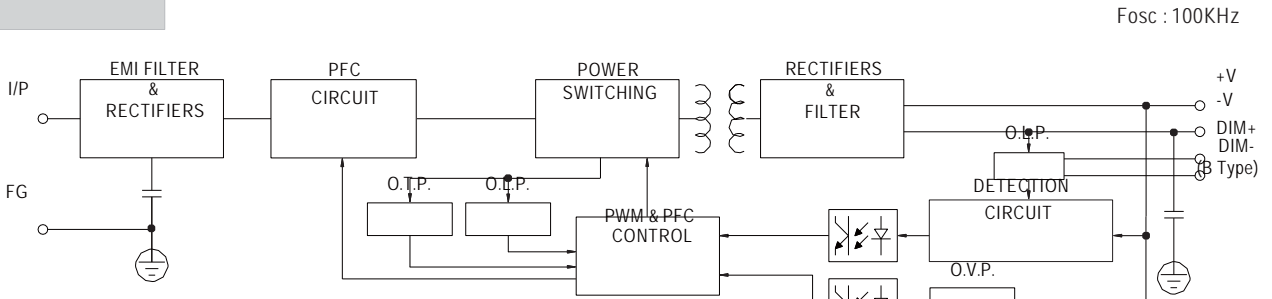 Fosc : 100KHz
EMI FILTER
&
RECTIFIERS
PFC
CIRCUIT
POWER
SWITCHING
RECTIFIERS
&
FILTER
I/P
+V
-V
DIM+
DIM-
(B Type)
O.L.P.
FG
O.T.P.
O.L.P.
DETECTION
CIRCUIT
PWM & PFC
CONTROL
O.V.P.